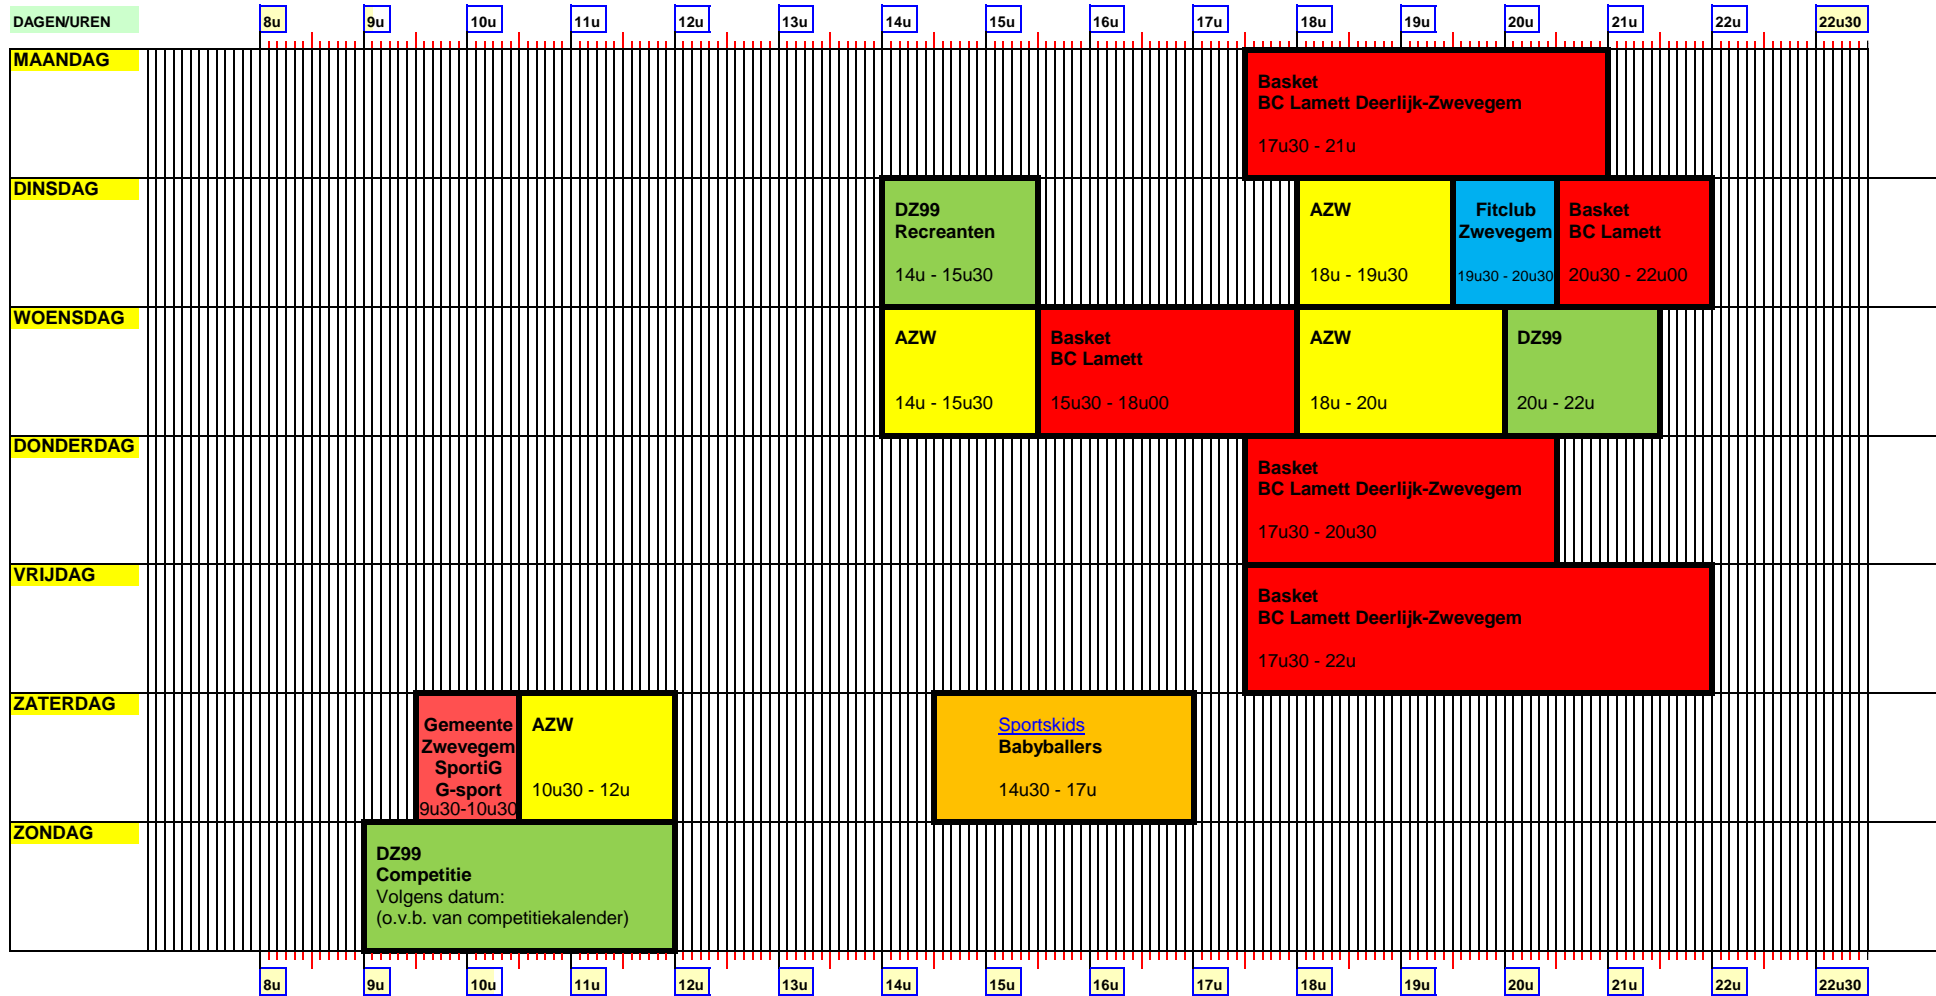 DAGEN/UREN 8u 9u 10u 11u 12u 13u 14u 15u 16u 17u 18u 19u 20u 21u 22u 22u30
MAANDAG
Basket
BC Lamett Deerlijk-Zwevegem
17u30 - 21u
DINSDAG
DZ99
Recreanten
14u - 15u30
AZW
18u - 19u30
Fitclub
Zwevegem
19u30 - 20u30
Basket
BC Lamett
20u30 - 22u00
WOENSDAG
AZW
14u - 15u30
Basket
BC Lamett
15u30 - 18u00
AZW
18u - 20u
DZ99
20u - 22u
DONDERDAG
Basket
BC Lamett Deerlijk-Zwevegem
17u30 - 20u30
VRIJDAG
Basket
BC Lamett Deerlijk-Zwevegem
17u30 - 22u
ZATERDAG
Gemeente
Zwevegem
SportiG
G-sport
9u30-10u30
AZW
10u30 - 12u
Sportskids
Babyballers
14u30 - 17u
ZONDAG
DZ99
Competitie
Volgens datum:
(o.v.b. van competitiekalender)
8u 9u 10u 11u 12u 13u 14u 15u 16u 17u 18u 19u 20u 21u 22u 22u30